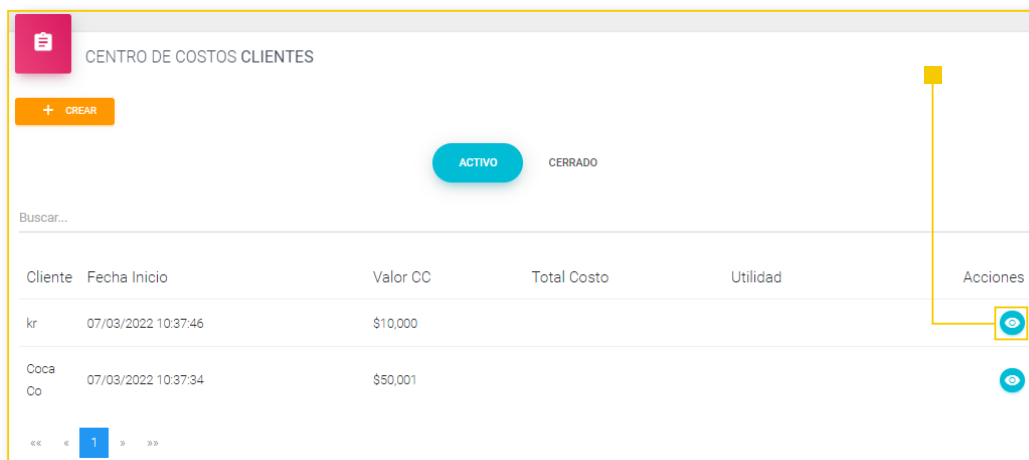 CENTRO DE COSTOS CLIENTES
+ CREAR
ACTIVO CERRADO
Buscar...
Cliente Fecha Inicio Valor CC Total Costo Utilidad Acciones
kr 07/03/2022 10:37:46 $10,000
Coca
Co 07/03/2022 10:37:34 $50,001
«« « 1 » »»